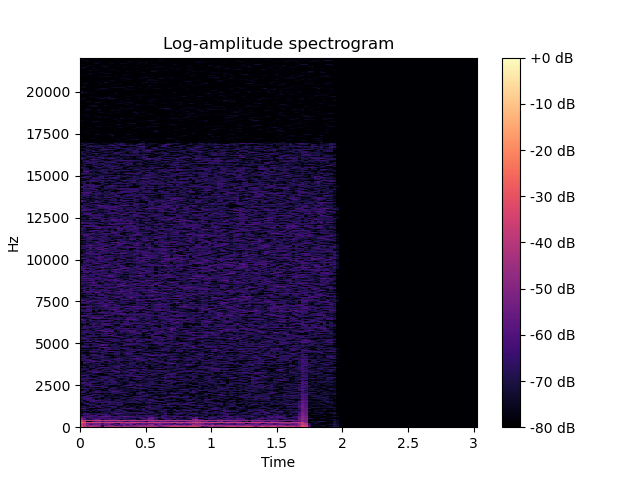 Log-amplitude spectrogram
Hz
20000
17500
15000
12500
10000
7500
5000
2500
0
0 0.5 1 1.5 2 2.5 3
Time
+0 dB
-10 dB
-20 dB
-30 dB
-40 dB
-50 dB
-60 dB
-70 dB
-80 dB